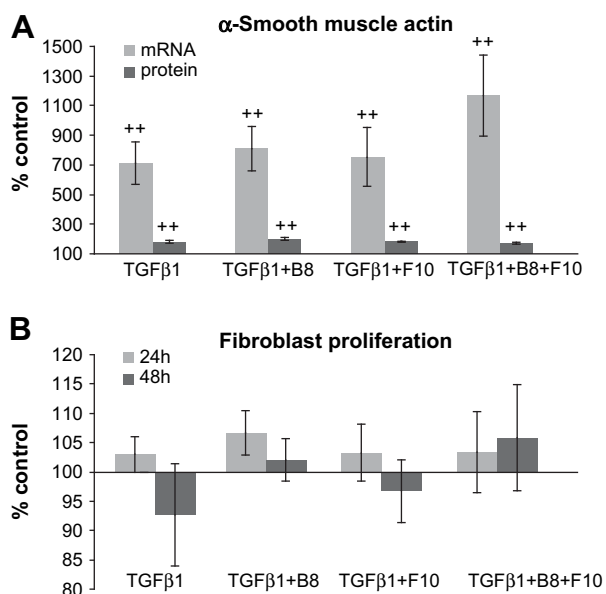 A
α-Smooth muscle actin
mRNA
protein
% control
1500
1300
1100
900
700
500
300
100
++
++
++
++
++
++
++
++
TGFβ1
TGFβ1+B8
TGFβ1+F10
TGFβ1+B8+F10
B
Fibroblast proliferation
24h
48h
% control
120
115
110
105
100
95
90
85
80
TGFβ1
TGFβ1+B8
TGFβ1+F10
TGFβ1+B8+F10